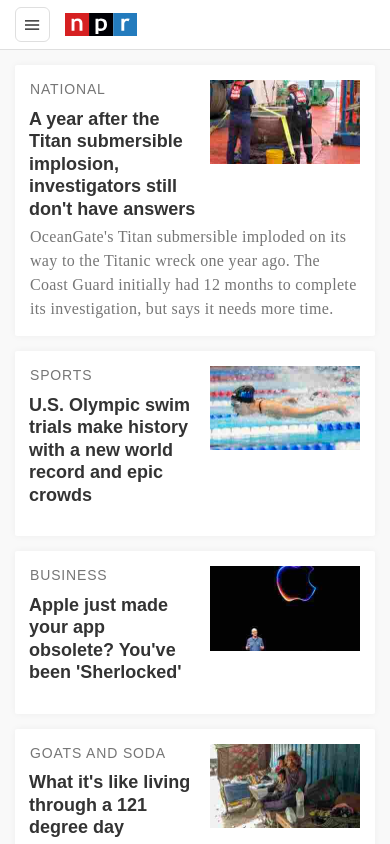 npr
NATIONAL
A year after the
Titan submersible
implosion,
investigators still
don't have answers
OceanGate's Titan submersible imploded on its
way to the Titanic wreck one year ago. The
Coast Guard initially had 12 months to complete
its investigation, but says it needs more time.
SPORTS
U.S. Olympic swim
trials make history
with a new world
record and epic
crowds
BUSINESS
Apple just made
your app
obsolete? You've
been 'Sherlocked'
GOATS AND SODA
What it's like living
through a 121
degree day